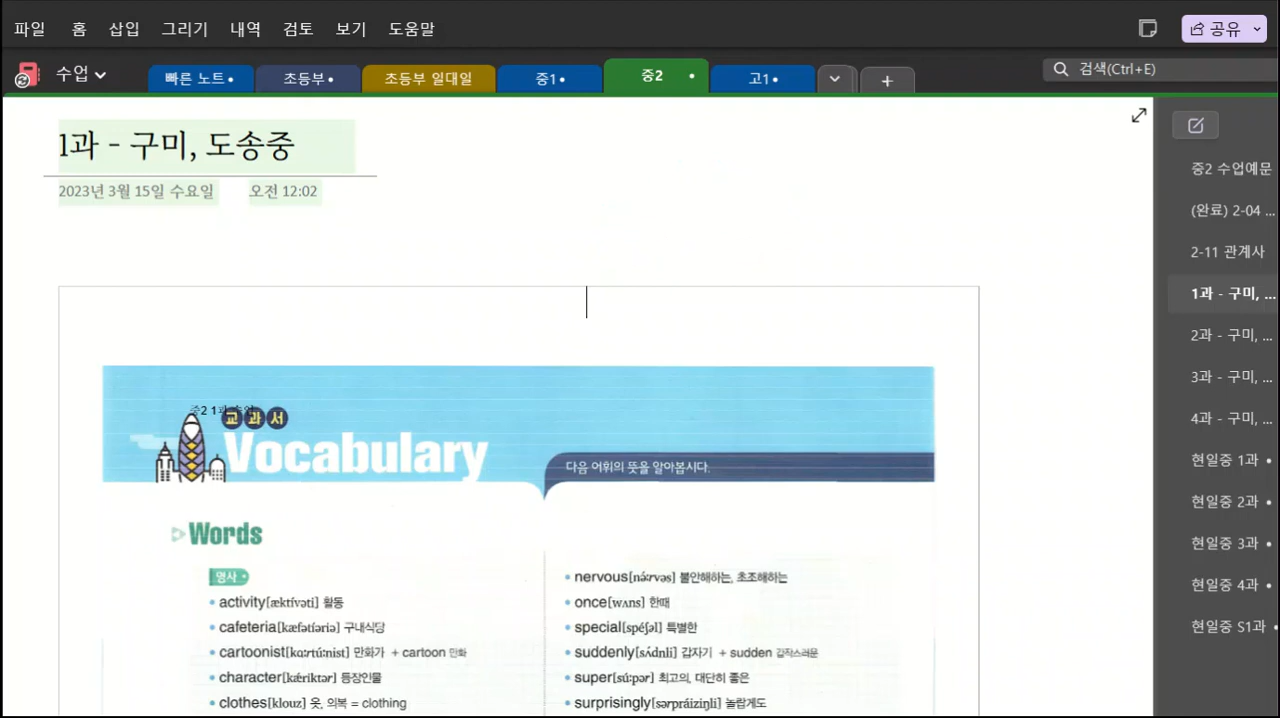 파일 홈 삽입 그리기 내역 검토 보기 도움말 공유
수업 빠른 노트 초등부 초등부 일대일 중1 중2 고1 + 검색(Ctrl+E)
1과 - 구미, 도송중
2023년 3월 15일 수요일 오전 12:02
중2 수업예문
(완료) 2-04 ...
2-11 관계사
1과 - 구미, ...
2과 - 구미, ...
3과 - 구미, ...
4과 - 구미, ...
현일중 1과
현일중 2과
현일중 3과
현일중 4과
현일중 S1과
중2 1과
교과서
Vocabulary
다음 어휘의 뜻을 알아봅시다.
Words
명사
activity[æktívəti] 활동
cafeteria[kæfətíəriə] 구내식당
cartoonist[kɑːrtúːnist] 만화가 + cartoon 만화
character[kǽriktər] 등장인물
clothes[klouz] 옷, 의복 = clothing
nervous[nə́ːrvəs] 불안해하는, 초조해하는
once[wʌns] 한때
special[spéʃəl] 특별한
suddenly[sʌ́dnli] 갑자기 + sudden 갑작스러운
super[súːpər] 최고의, 대단히 좋은
surprisingly[sərpráiziŋli] 놀랍게도